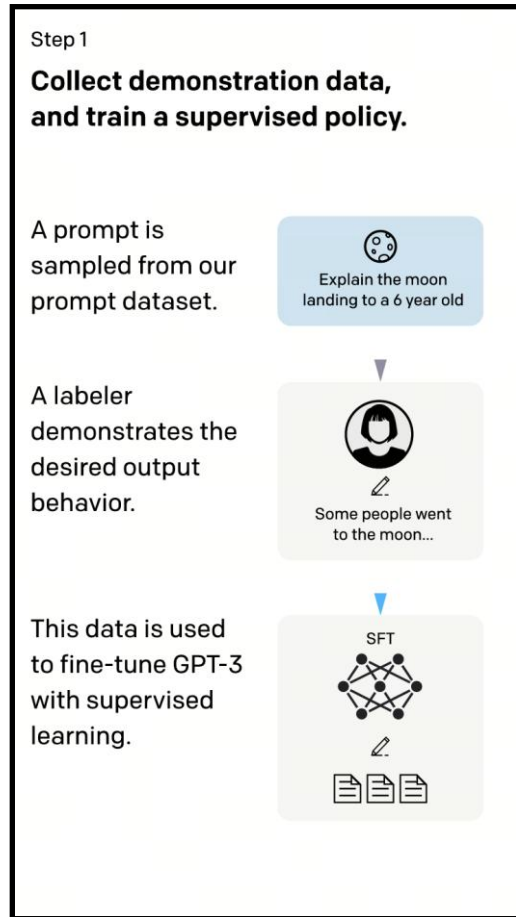 Step 1
Collect demonstration data,
and train a supervised policy.
A prompt is
sampled from our
prompt dataset.
Explain the moon
landing to a 6 year old
A labeler
demonstrates the
desired output
behavior.
Some people went
to the moon...
This data is used
to fine-tune GPT-3
with supervised
learning.
SFT